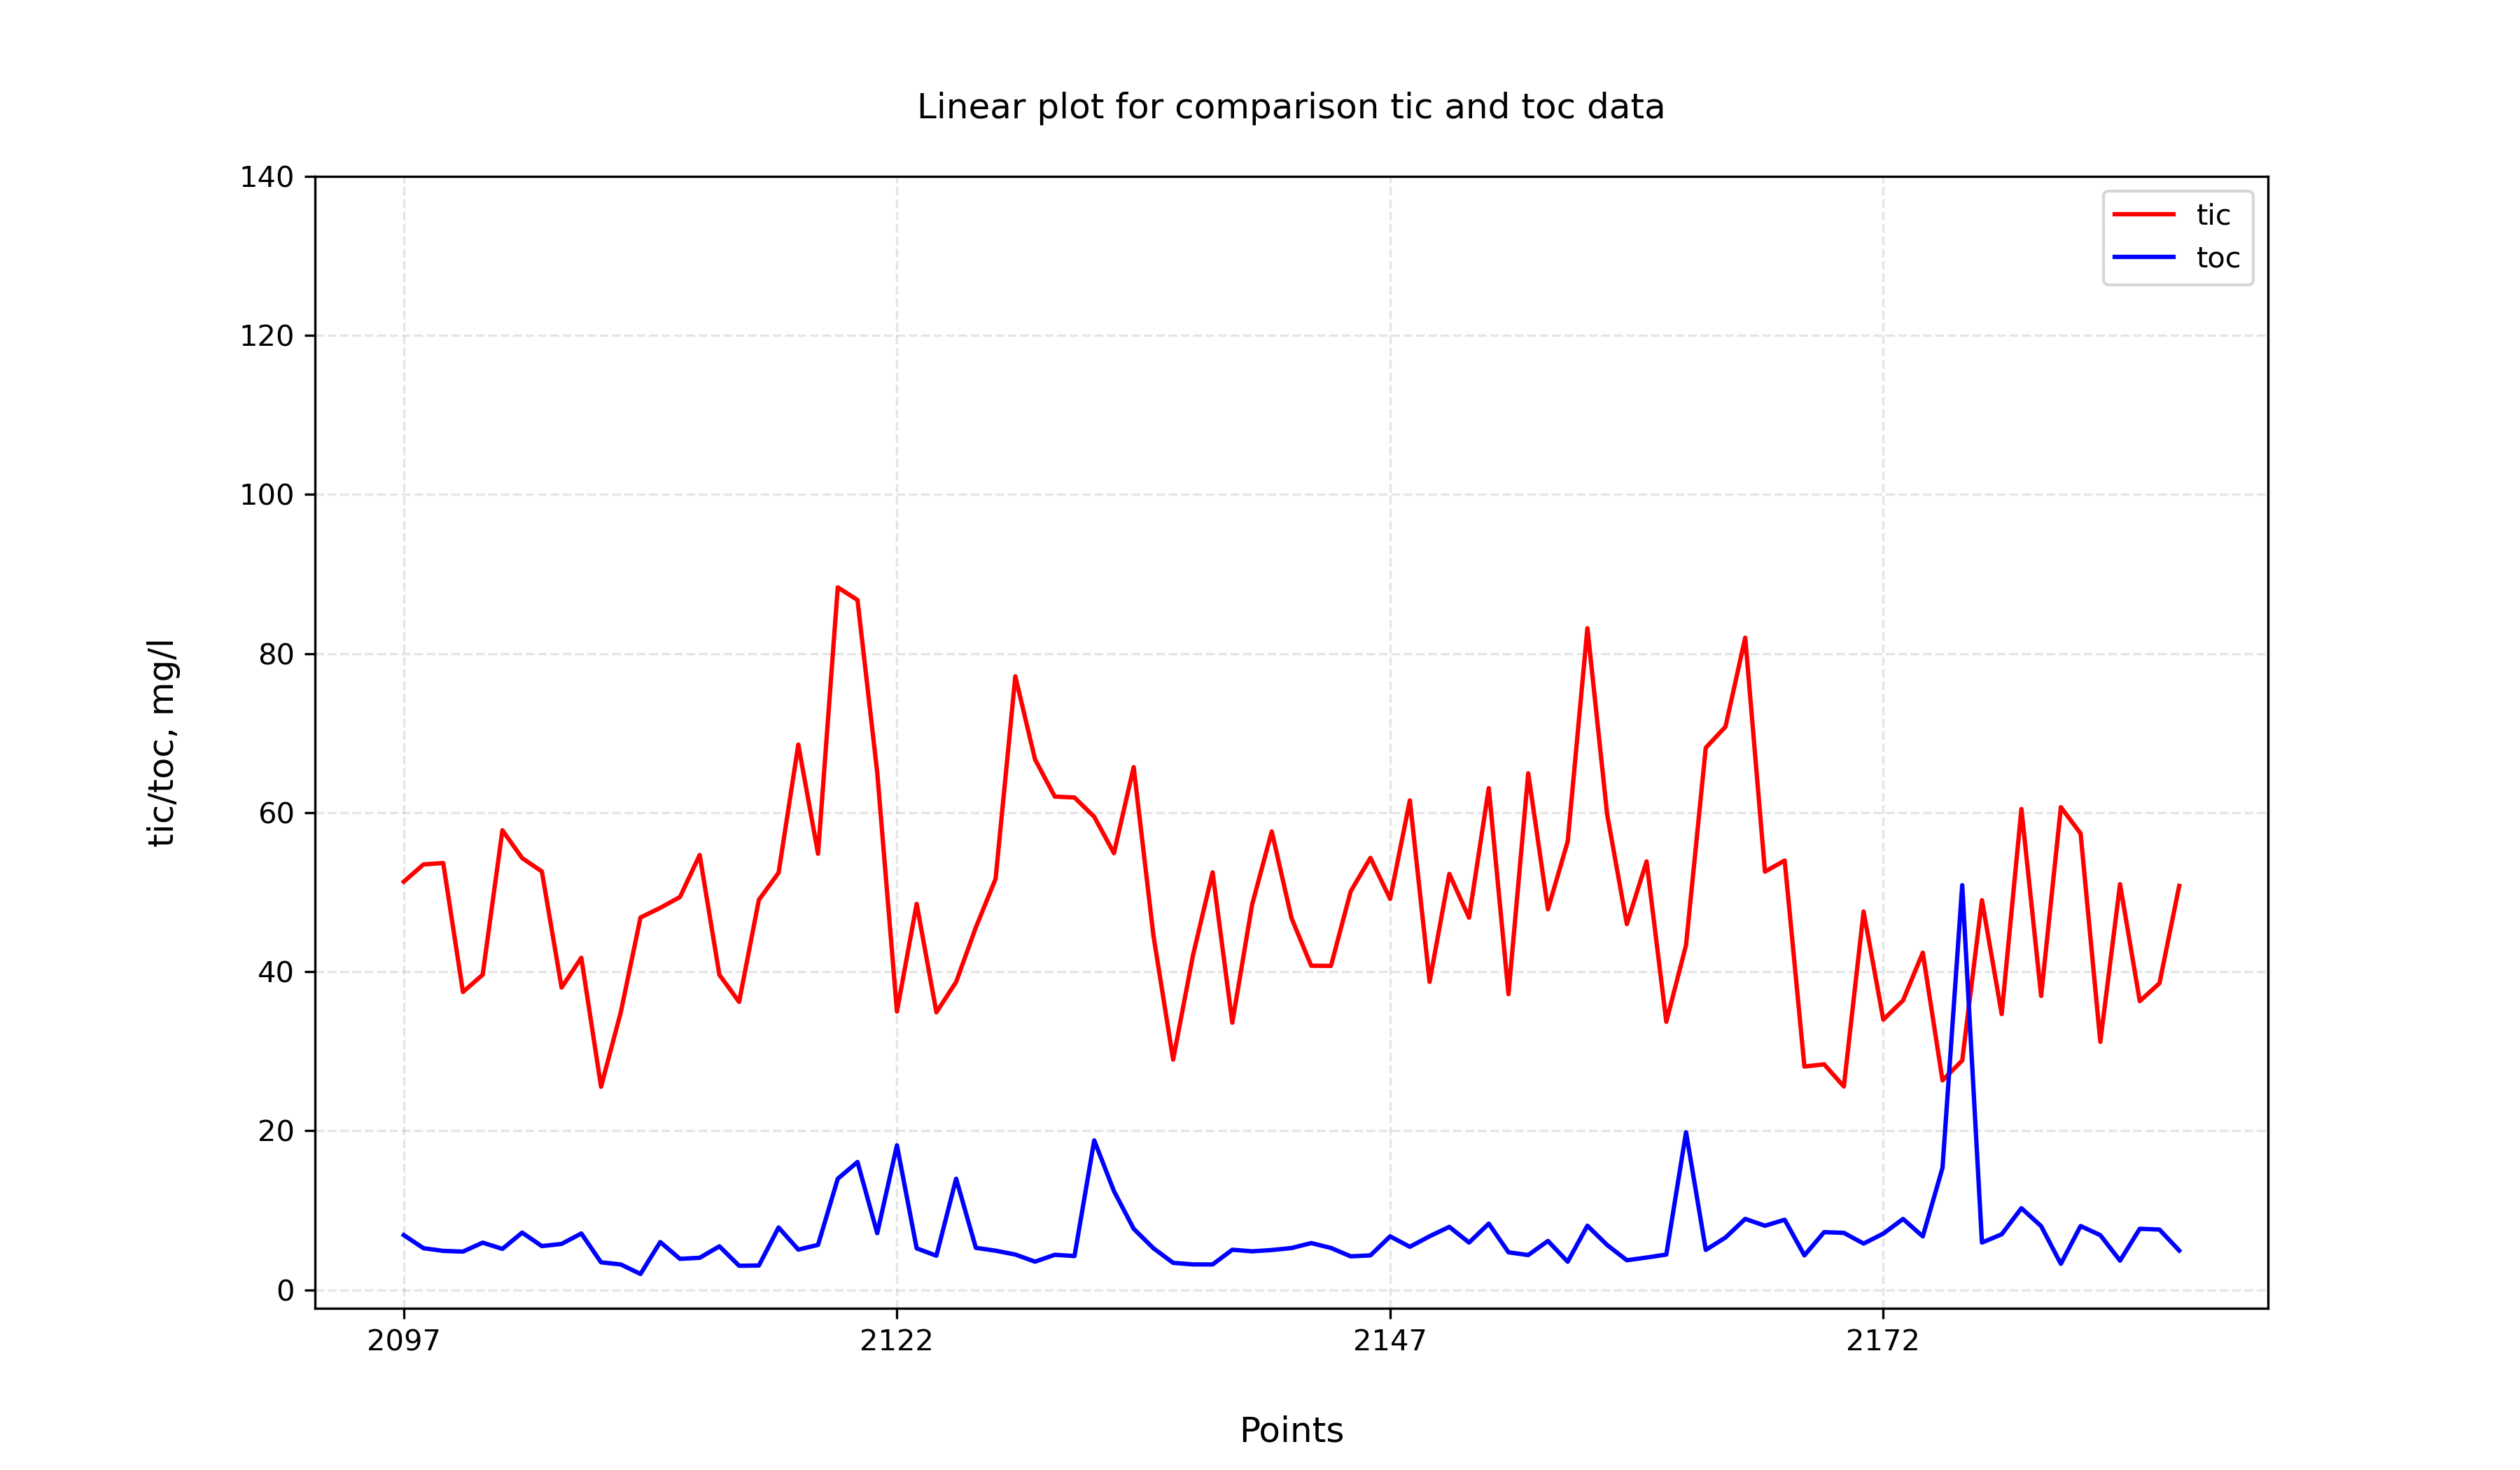 Linear plot for comparison tic and toc data
140
120
100
80
60
40
20
0
tic/toc, mg/l
tic
toc
2097
2122
2147
2172
Points